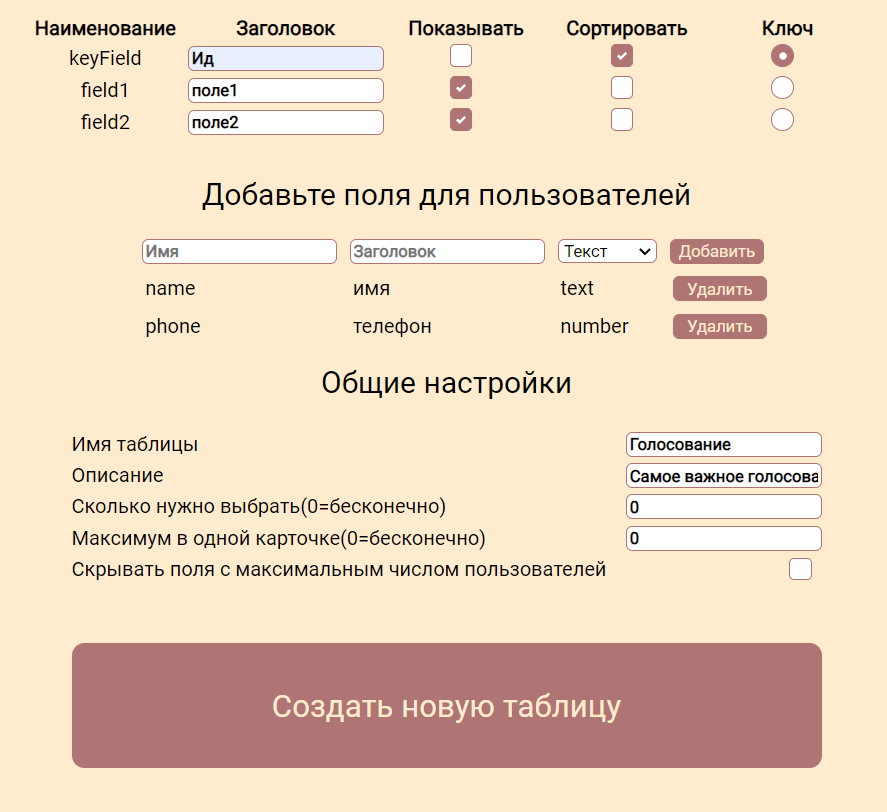 Наименование Заголовок Показывать Сортировать Ключ
keyField Ид
field1 поле1
field2 поле2
Добавьте поля для пользователей
Имя Заголовок Текст Добавить
name имя text Удалить
phone телефон number Удалить
Общие настройки
Имя таблицы Голосование
Описание Самое важное голосова
Сколько нужно выбрать(0=бесконечно) 0
Максимум в одной карточке(0=бесконечно) 0
Скрывать поля с максимальным числом пользователей
Создать новую таблицу